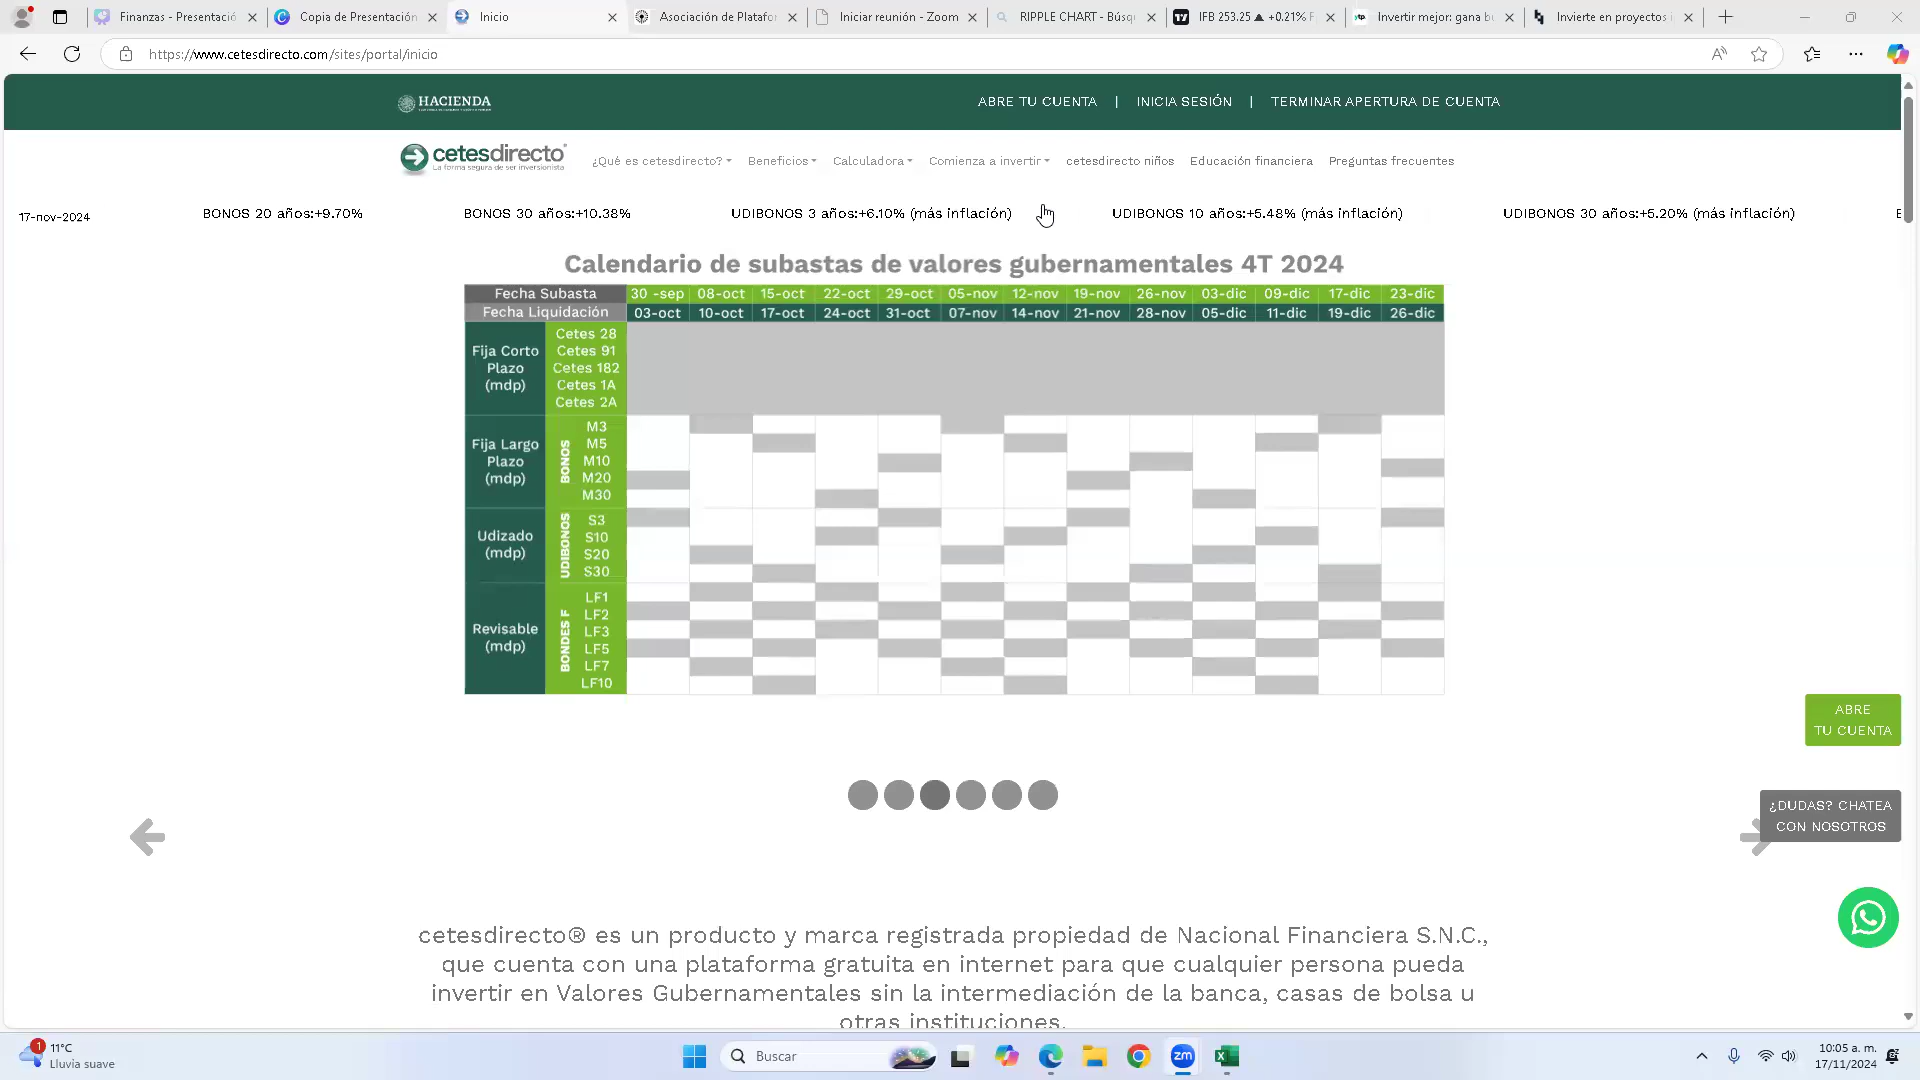 Finanzas - Presentació
Copia de Presentación
Inicio
Asociación de Platafor
Iniciar reunión - Zoom
RIPPLE CHART - Búsq
IFB 253.25 ▲ +0.21% F
Invertir mejor: gana bu
Invierte en proyectos i
https://www.cetesdirecto.com/sites/portal/inicio
HACIENDA
ABRE TU CUENTA | INICIA SESIÓN | TERMINAR APERTURA DE CUENTA
cetesdirecto
La forma segura de ser inversionista
¿Qué es cetesdirecto? Beneficios Calculadora Comienza a invertir cetesdirecto niños Educación financiera Preguntas frecuentes
17-nov-2024 BONOS 20 años:+9.70% BONOS 30 años:+10.38% UDIBONOS 3 años:+6.10% (más inflación) UDIBONOS 10 años:+5.48% (más inflación) UDIBONOS 30 años:+5.20% (más inflación)
Calendario de subastas de valores gubernamentales 4T 2024
Fecha Subasta 30 -sep 08-oct 15-oct 22-oct 29-oct 05-nov 12-nov 19-nov 26-nov 03-dic 09-dic 17-dic 23-dic
Fecha Liquidación 03-oct 10-oct 17-oct 24-oct 31-oct 07-nov 14-nov 21-nov 28-nov 05-dic 11-dic 19-dic 26-dic
Fija Corto
Plazo
(mdp)
Cetes 28
Cetes 91
Cetes 182
Cetes 1A
Cetes 2A
Fija Largo
Plazo
(mdp)
BONOS
M3
M5
M10
M20
M30
Udizado
(mdp)
UDIBONOS
S3
S10
S20
S30
Revisable
(mdp)
BONDES F
LF1
LF2
LF3
LF5
LF7
LF10
ABRE
TU CUENTA
¿DUDAS? CHATEA
CON NOSOTROS
cetesdirecto® es un producto y marca registrada propiedad de Nacional Financiera S.N.C.,
que cuenta con una plataforma gratuita en internet para que cualquier persona pueda
invertir en Valores Gubernamentales sin la intermediación de la banca, casas de bolsa u
otras instituciones.
1
11°C
Lluvia suave
Buscar
zm
10:05 a. m.
17/11/2024